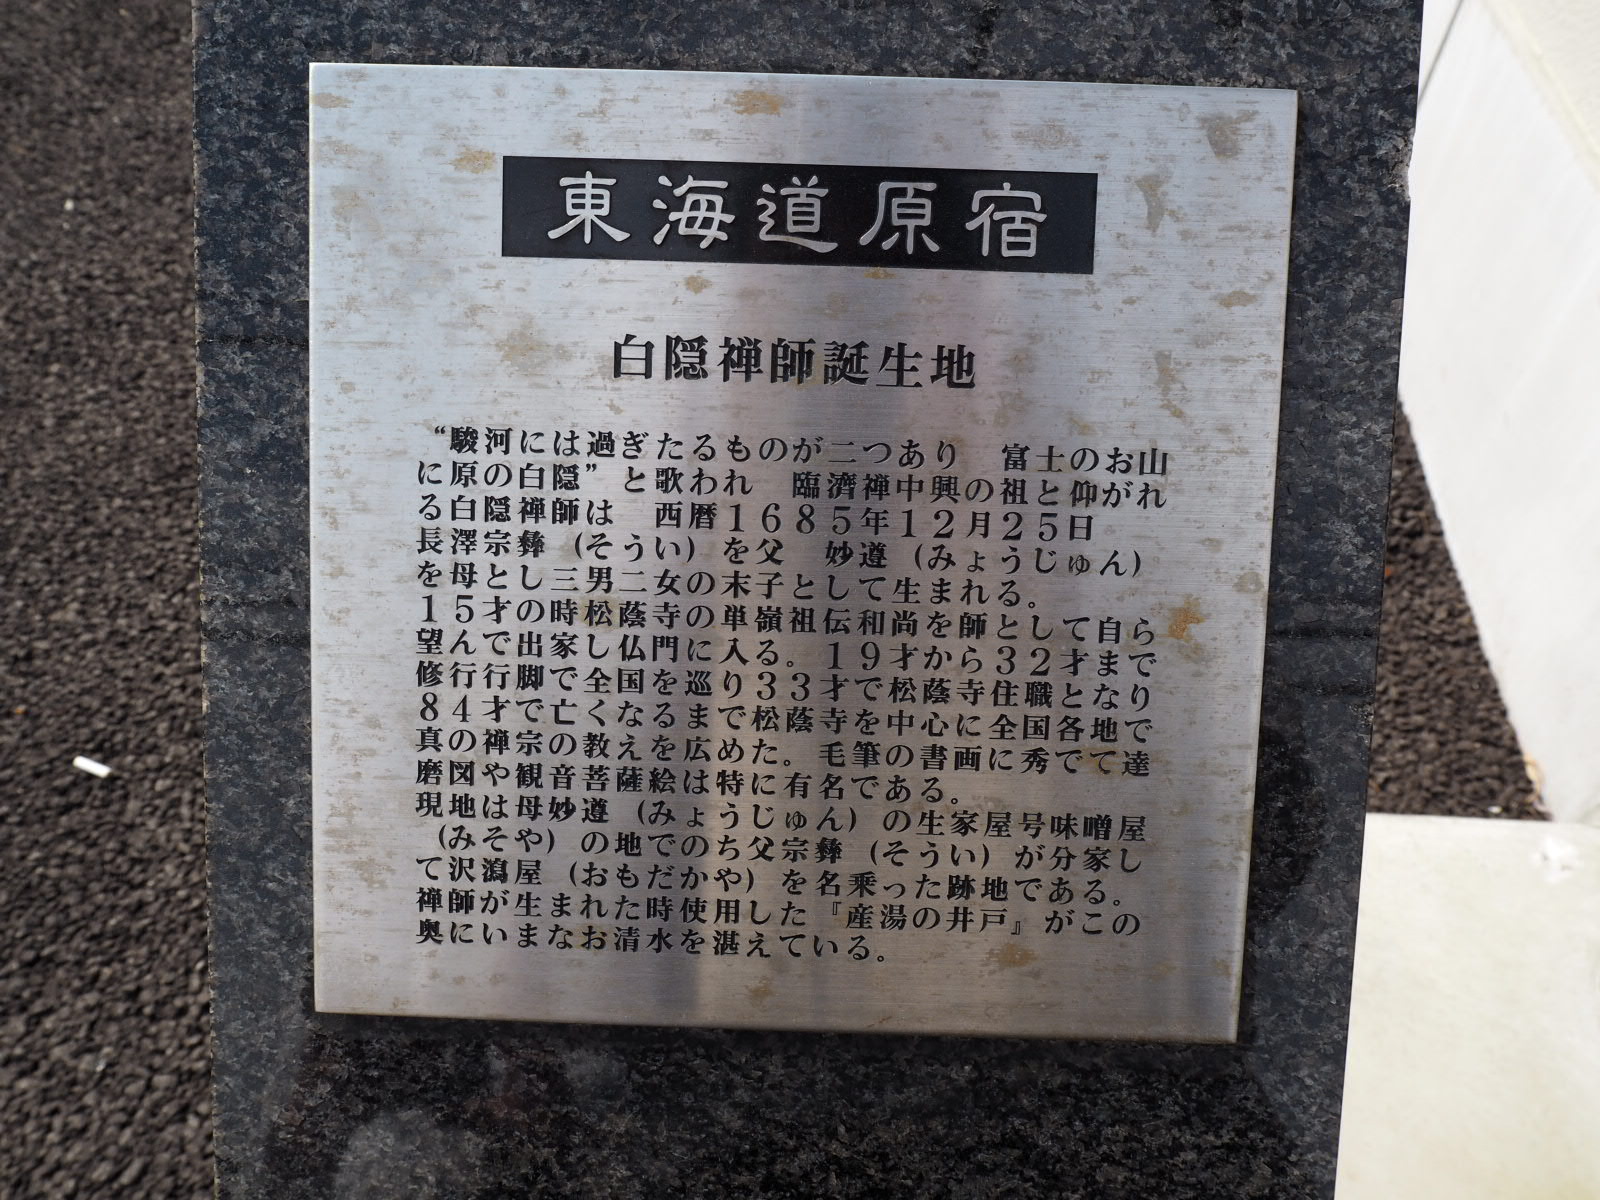 東海道原宿
白隠禅師誕生地
“駿河には過ぎたるものが二つあり　富士のお山
に原の白隠”と歌われ　臨濟禅中興の祖と仰がれ
る白隠禅師は　西暦１６８５年１２月２５日
長澤宗彝（そうい）を父　妙遵（みょうじゅん）
を母とし三男二女の末子として生まれる。
１５才の時松蔭寺の単嶺祖伝和尚を師として自ら
望んで出家し仏門に入る。１９才から３２才まで
修行行脚で全国を巡り３３才で松蔭寺住職となり
８４才で亡くなるまで松蔭寺を中心に全国各地で
真の禅宗の教えを広めた。毛筆の書画に秀でて達
磨図や観音菩薩絵は特に有名である。
現地は母妙遵（みょうじゅん）の生家屋号味噌屋
（みそや）の地でのち父宗彝（そうい）が分家し
て沢瀉屋（おもだかや）を名乗った跡地である。
禅師が生まれた時使用した『産湯の井戸』がこの
奥にいまなお清水を湛えている。